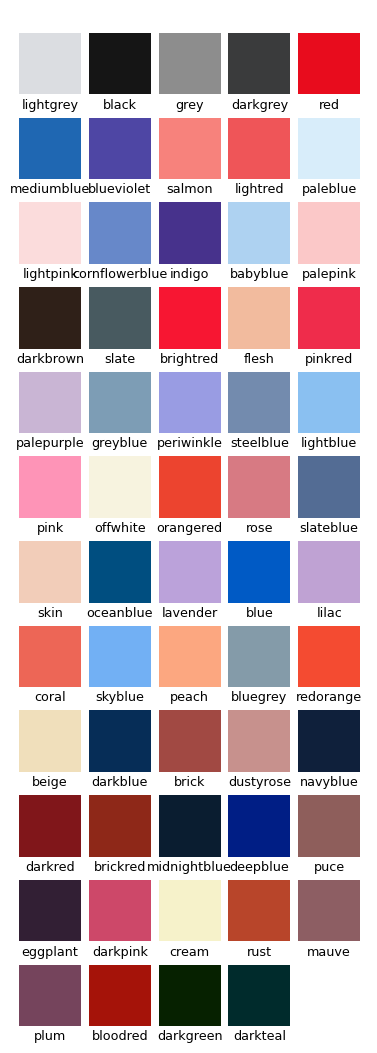 lightgrey black grey darkgrey red
mediumblue blueviolet salmon lightred paleblue
lightpink cornflowerblue indigo babyblue palepink
darkbrown slate brightred flesh pinkred
palepurple greyblue periwinkle steelblue lightblue
pink offwhite orangered rose slateblue
skin oceanblue lavender blue lilac
coral skyblue peach bluegrey redorange
beige darkblue brick dustyrose navyblue
darkred brickred midnightblue deepblue puce
eggplant darkpink cream rust mauve
plum bloodred darkgreen darkteal